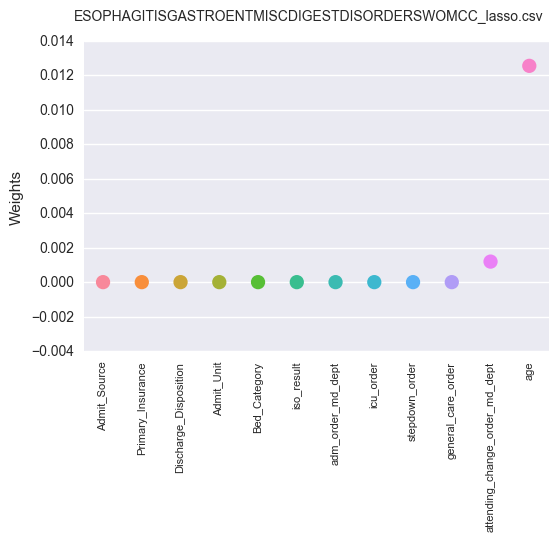 ESOPHAGITISGASTROENTMISCDIGESTDISORDERSWOMCC_lasso.csv
0.014
0.012
0.010
0.008
0.006
0.004
0.002
0.000
−0.002
−0.004
Weights
Admit_Source
Primary_Insurance
Discharge_Disposition
Admit_Unit
Bed_Category
iso_result
adm_order_md_dept
icu_order
stepdown_order
general_care_order
attending_change_order_md_dept
age